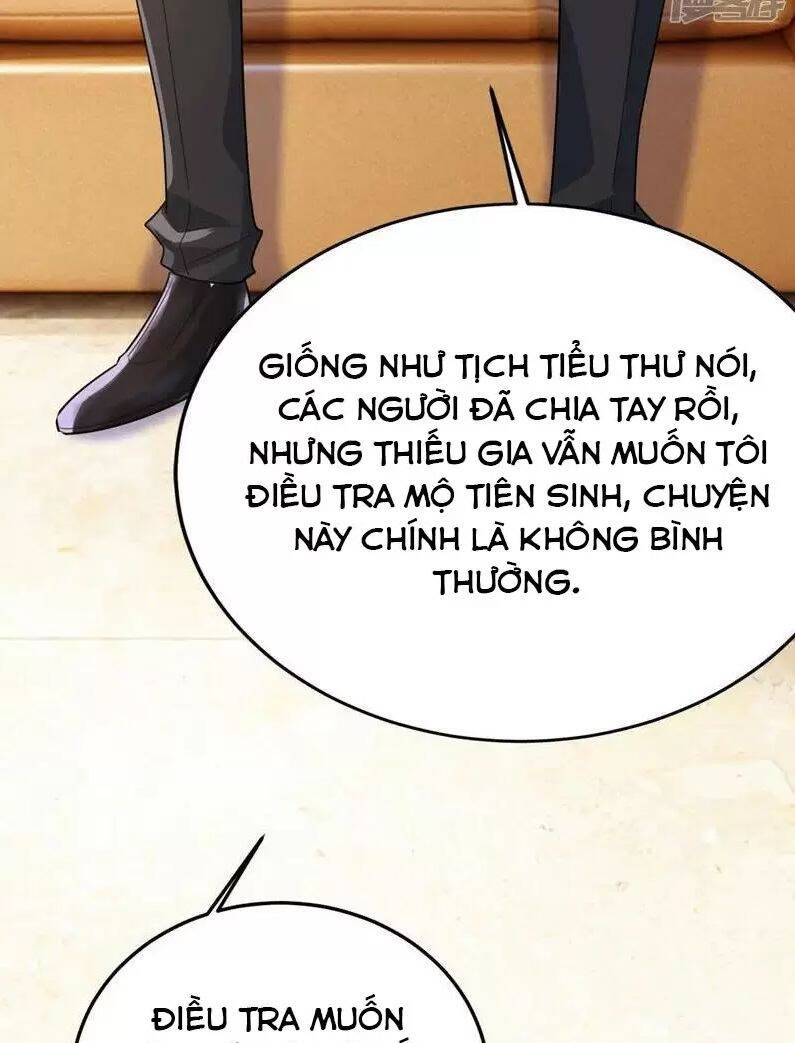 GIỐNG NHƯ TỊCH TIỂU THƯ NÓI,
CÁC NGƯỜI ĐÃ CHIA TAY RỒI,
NHƯNG THIẾU GIA VẪN MUỐN TÔI
ĐIỀU TRA MỘ TIÊN SINH, CHUYỆN
NÀY CHÍNH LÀ KHÔNG BÌNH
THƯỜNG.
ĐIỀU TRA MUỐN